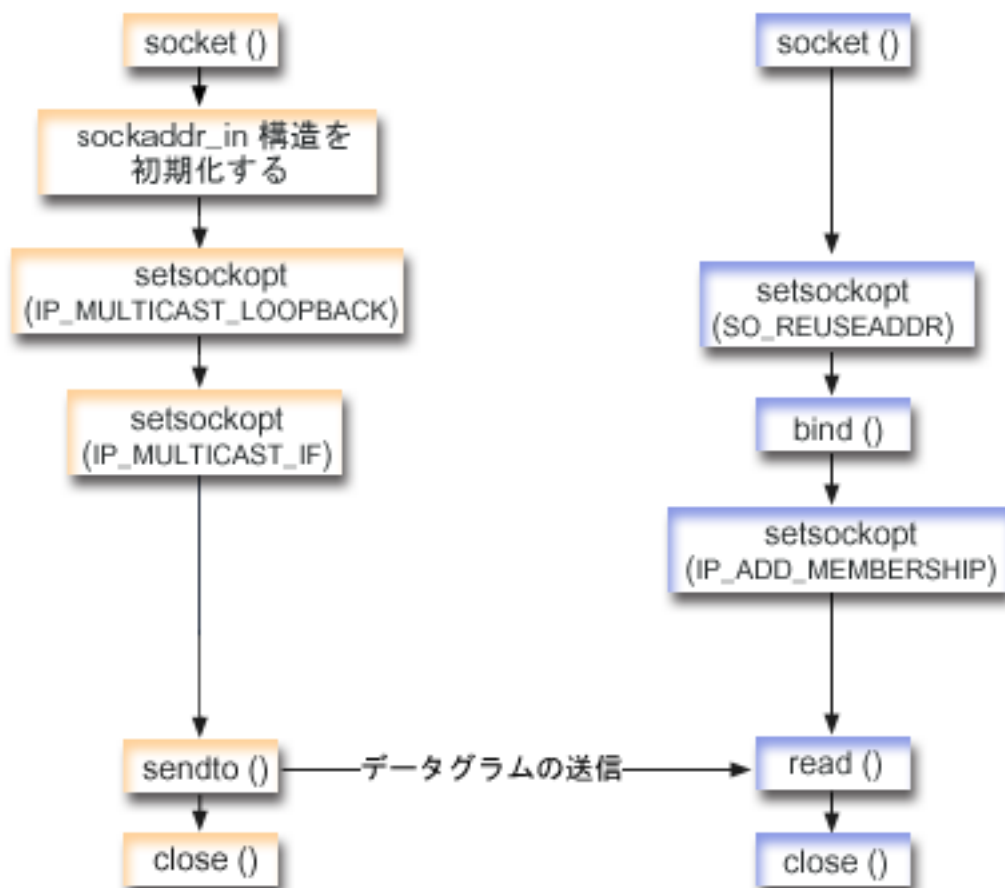 socket ()
sockaddr_in 構造を
初期化する
setsockopt
(IP_MULTICAST_LOOPBACK)
setsockopt
(IP_MULTICAST_IF)
sendto ()
close ()
データグラムの送信
socket ()
setsockopt
(SO_REUSEADDR)
bind ()
setsockopt
(IP_ADD_MEMBERSHIP)
read ()
close ()